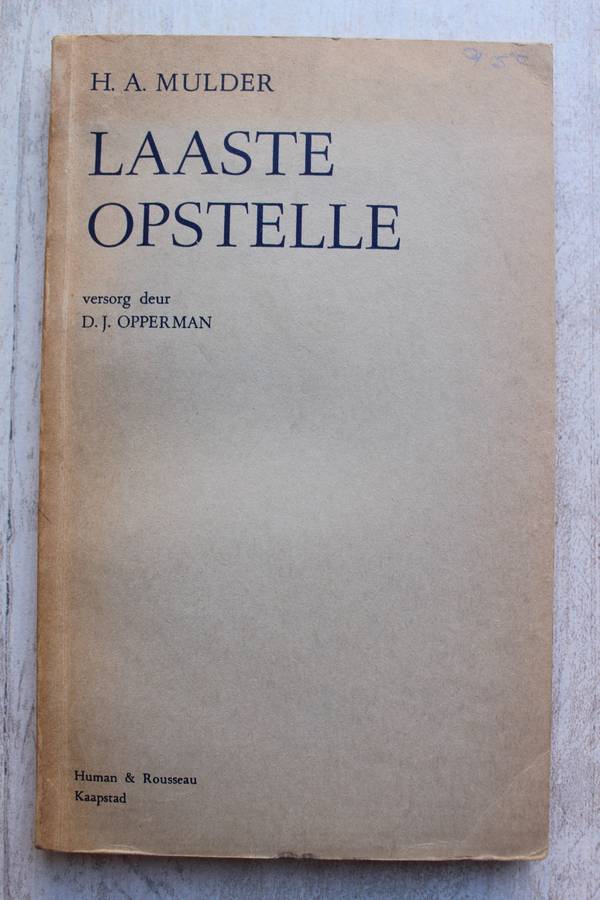 H. A. MULDER
LAASTE
OPSTELLE
versorg deur
D. J. OPPERMAN
Human & Rousseau
Kaapstad